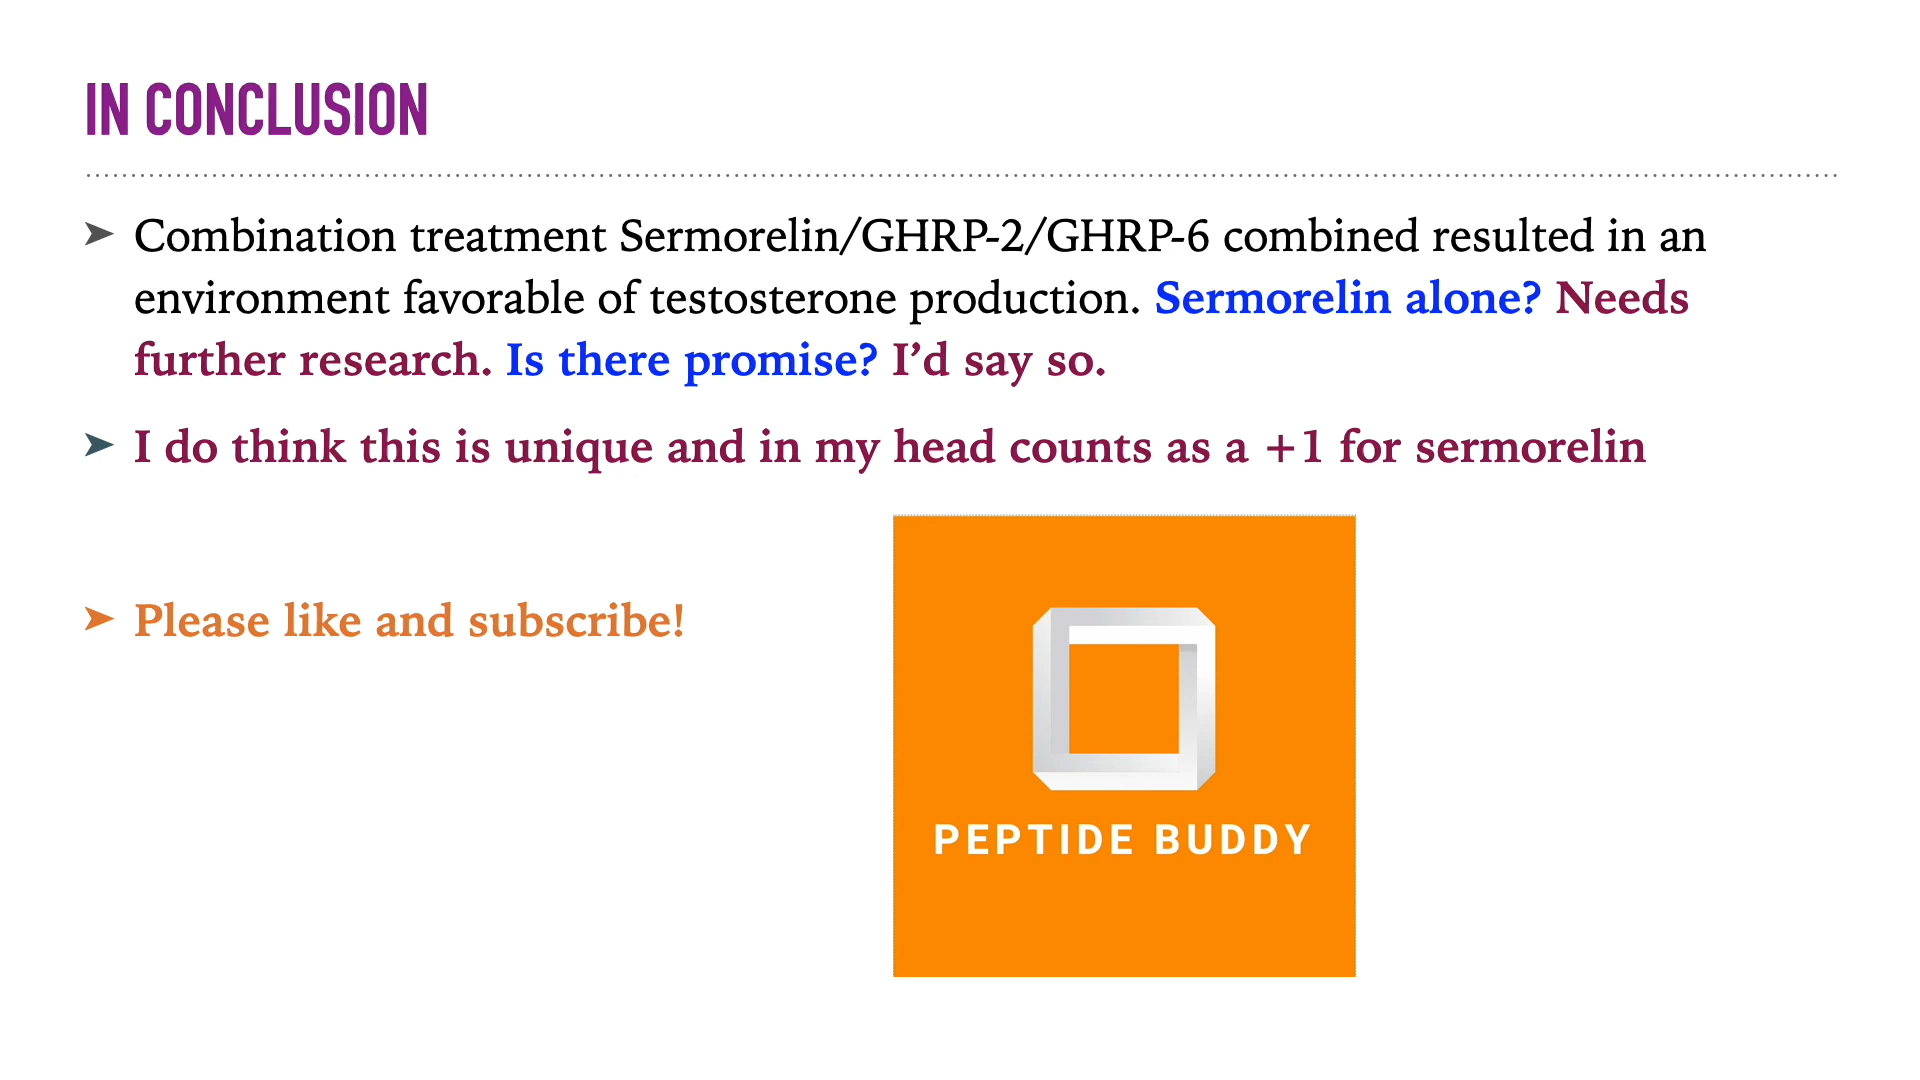 IN CONCLUSION
➤ Combination treatment Sermorelin/GHRP-2/GHRP-6 combined resulted in an
environment favorable of testosterone production. Sermorelin alone? Needs
further research. Is there promise? I’d say so.
➤ I do think this is unique and in my head counts as a +1 for sermorelin
➤ Please like and subscribe!
PEPTIDE BUDDY